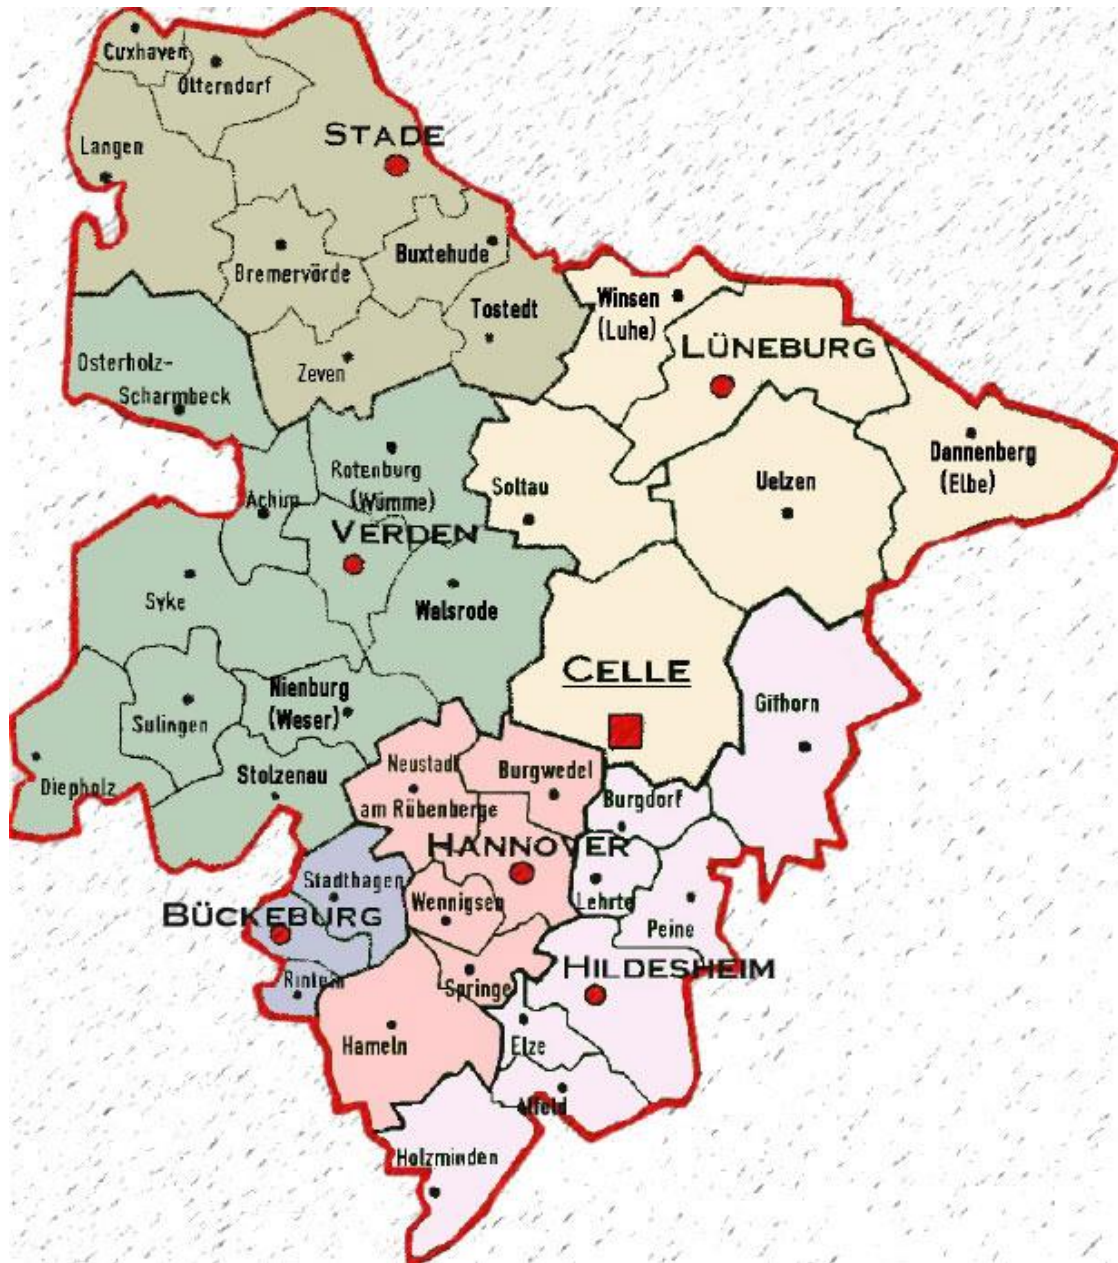 Cuxhaven
Otterndorf
STADE
Langen
Buxtehude
Bremervörde
Tostedt
Zeven
Winsen
(Luhe)
LÜNEBURG
Osterholz-
Scharmbeck
Rotenburg
(Wümme)
Soltau
Uelzen
Dannenberg
(Elbe)
Achim
VERDEN
Syke
Walsrode
CELLE
Nienburg
(Weser)
Sulingen
Gifhorn
Diepholz
Stolzenau
Neustadt
am Rübenberge
Burgwedel
Burgdorf
HANNOVER
Stadthagen
Wennigsen
Lehrte
BÜCKEBURG
Peine
HILDESHEIM
Rinteln
Springe
Hameln
Elze
Alfeld
Holzminden